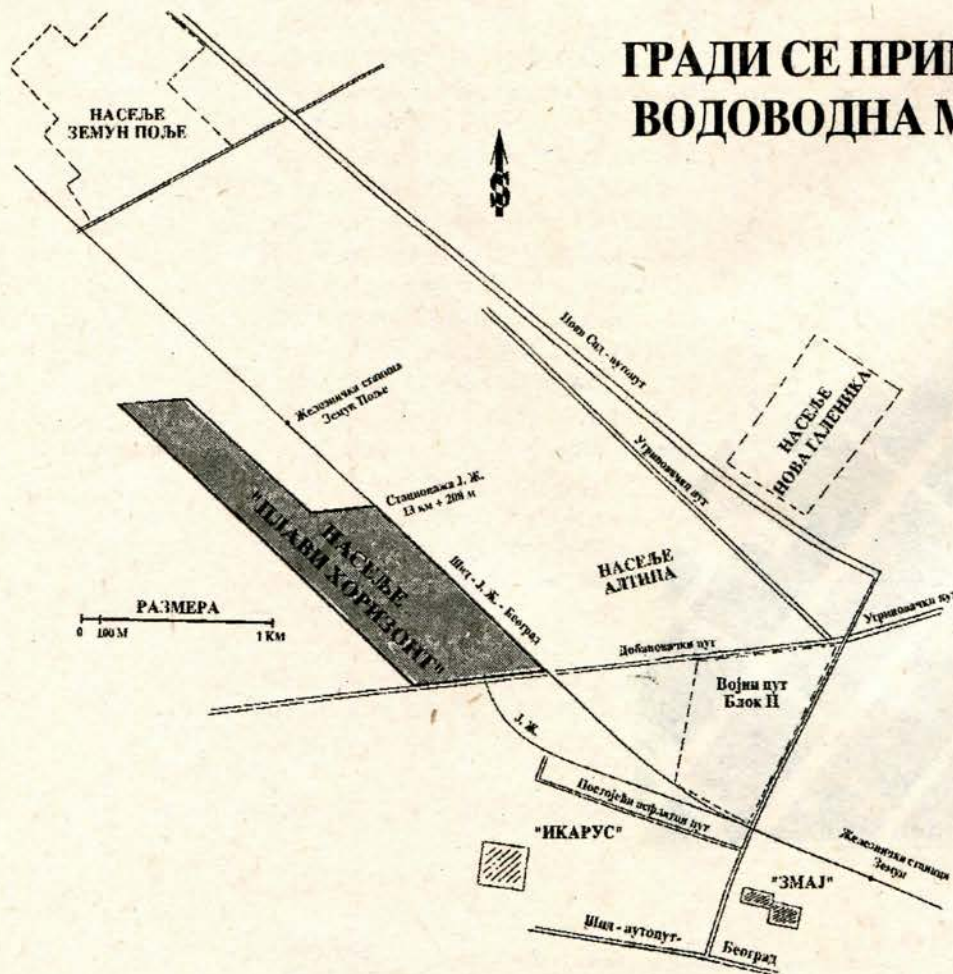 ГРАДИ СЕ
ВОДОВОДНА
НАСЕЉЕ
ЗЕМУН ПОЉЕ
С
Нови Сад - аутопут
НАСЕЉЕ
НОВА ГАЛЕНИКА
Железничка станица
Земун Поље
Угриновачки пут
Стационажа Ј. Ж.
13 км + 208 м
НАСЕЉЕ
"ПЛАВИ ХОРИЗОНТ"
Шид - Ј. Ж. - Београд
НАСЕЉЕ
АЛТИНА
РАЗМЕРА
0 100 М 1 КМ
Добановачки пут
Угриновачки
Војни пут
Блок II
Ј. Ж.
Постојећи асфалтни пут
"ИКАРУС"
Железничка станица
Земун
"ЗМАЈ"
Шид - аутопут -
Београд